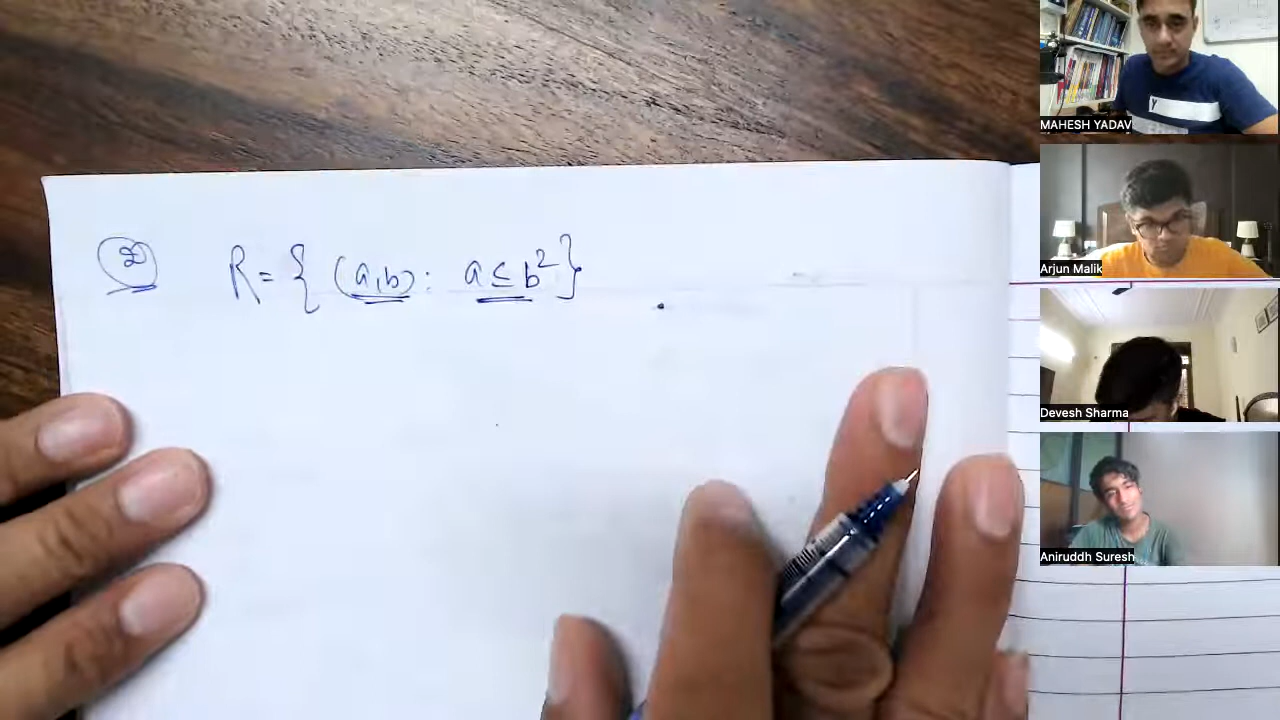 ② R = { (a,b) : a ≤ b² }
MAHESH YADAV
Arjun Malik
Devesh Sharma
Aniruddh Suresh